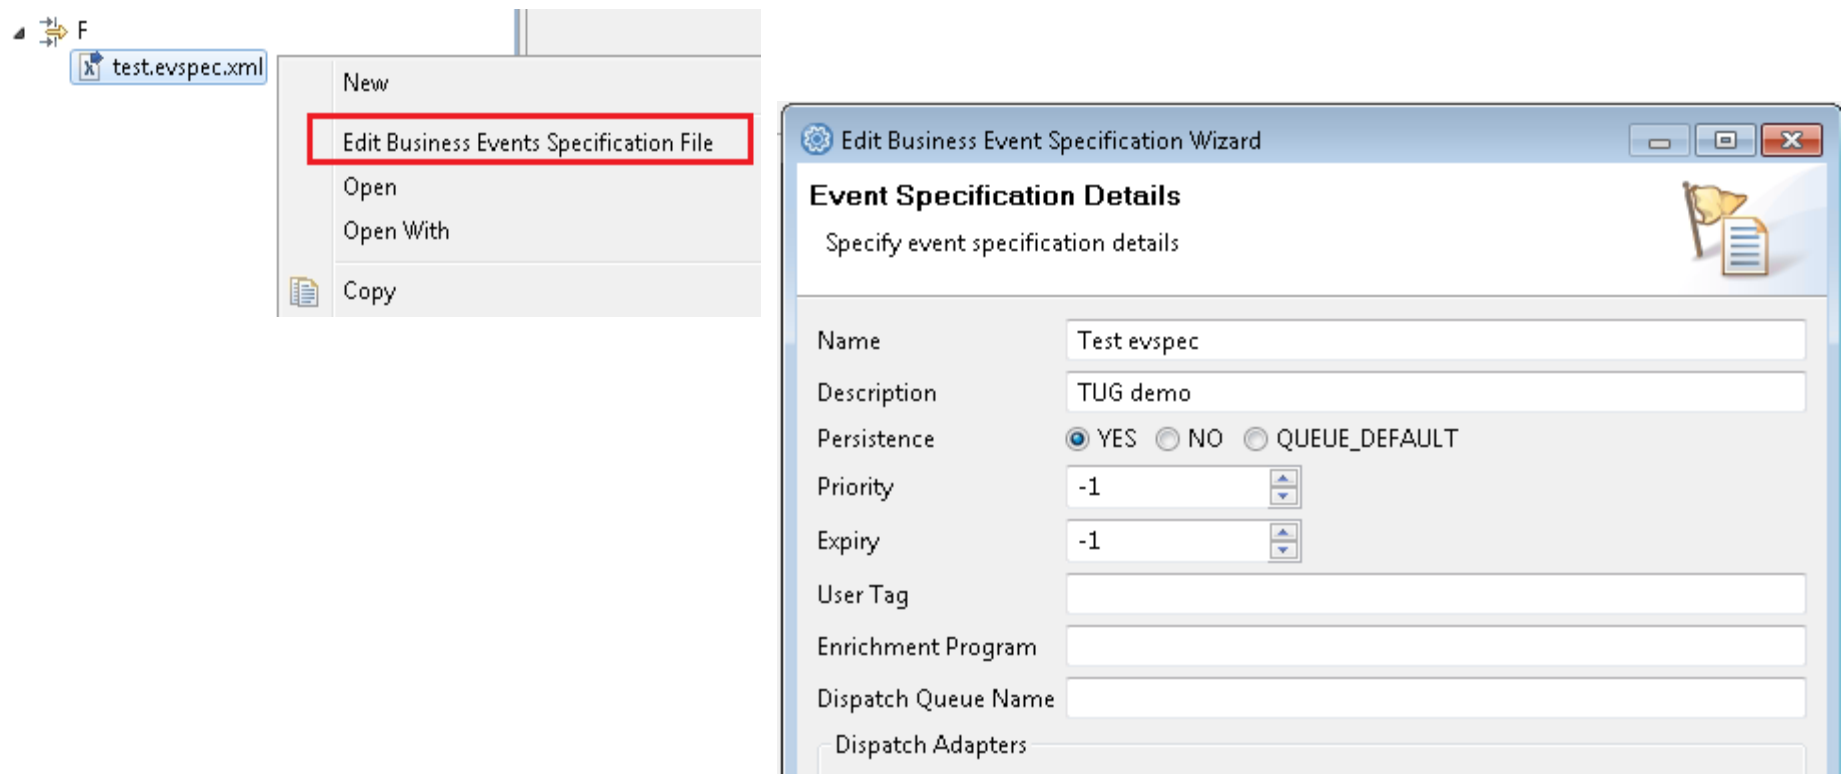 F
test.evspec.xml
New
Edit Business Events Specification File
Open
Open With
Copy
Edit Business Event Specification Wizard
Event Specification Details
Specify event specification details
Name Test evspec
Description TUG demo
Persistence YES NO QUEUE_DEFAULT
Priority -1
Expiry -1
User Tag
Enrichment Program
Dispatch Queue Name
Dispatch Adapters